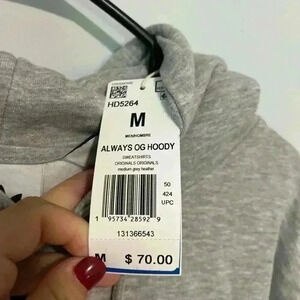 HD5264
M
MEN/HOMBRE
ALWAYS OG HOODY
SWEATSHIRTS
ORIGINALS ORIGINALS
medium grey heather
50
424
UPC
1 95734 28592 9
131366543
M $ 70.00